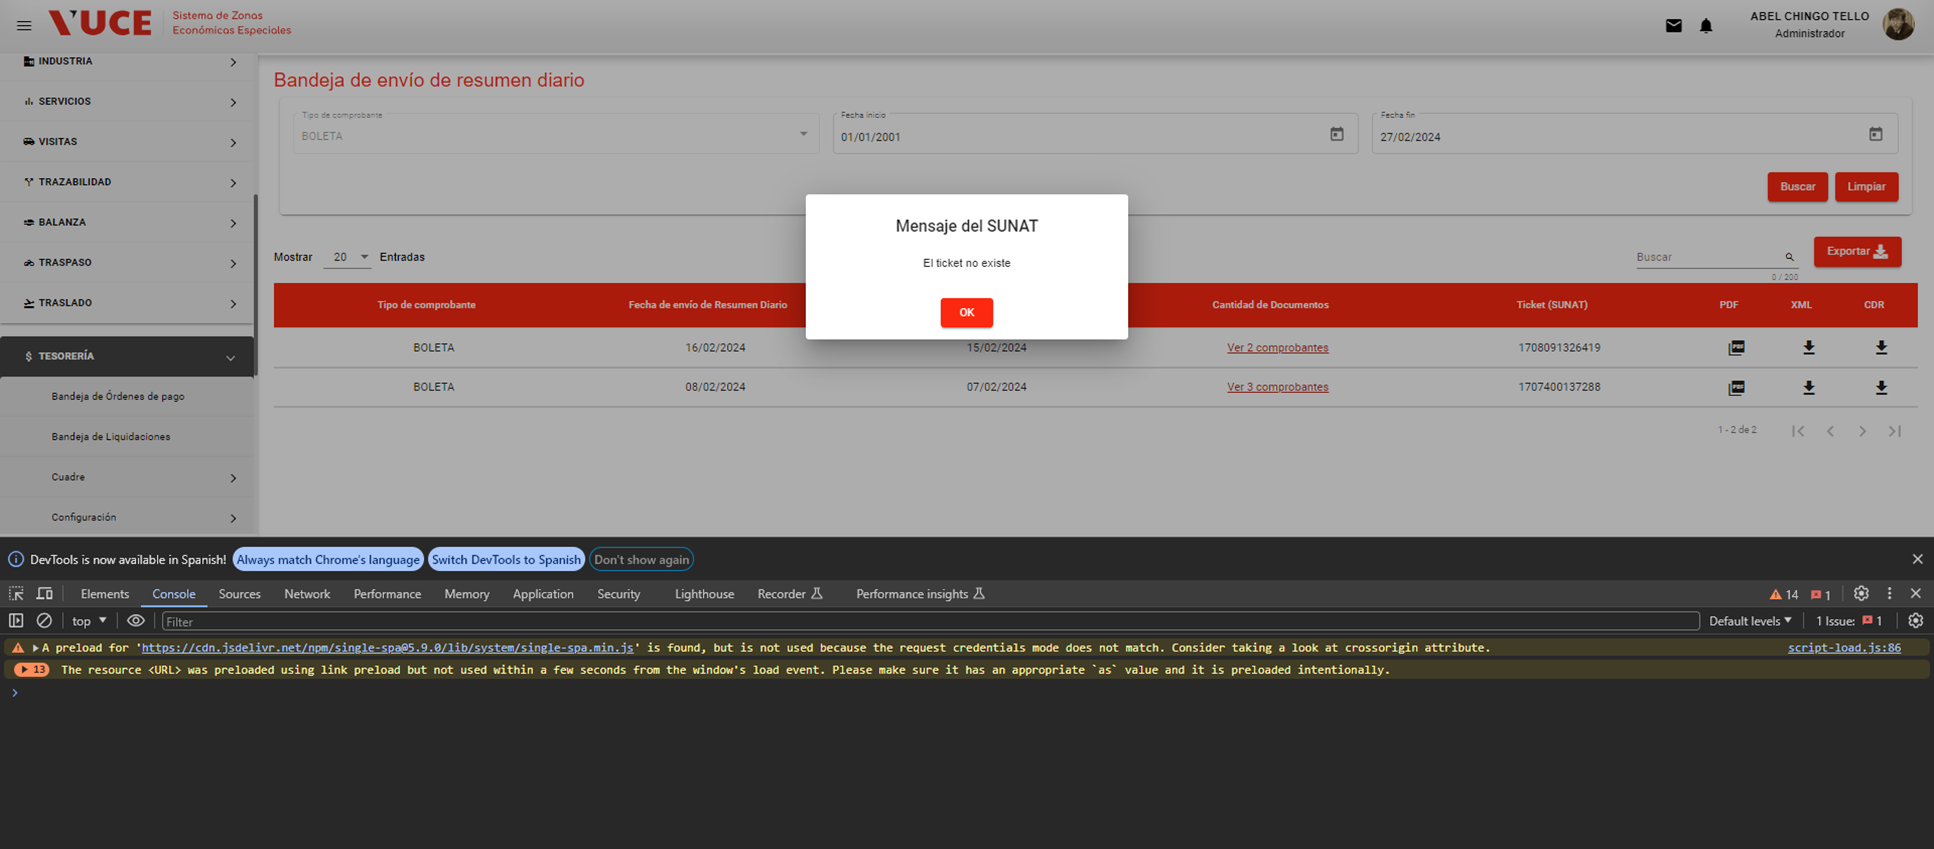 VUCE
Sistema de Zonas
Económicas Especiales
ABEL CHINGO TELLO
Administrador
INDUSTRIA
SERVICIOS
VISITAS
TRAZABILIDAD
BALANZA
TRASPASO
TRASLADO
$ TESORERÍA
Bandeja de Órdenes de pago
Bandeja de Liquidaciones
Cuadre
Configuración
Bandeja de envío de resumen diario
Tipo de comprobante
BOLETA
Fecha inicio
01/01/2001
Fecha fin
27/02/2024
Buscar
Limpiar
Mensaje del SUNAT
El ticket no existe
OK
Mostrar 20 Entradas
Buscar
0 / 200
Exportar
Tipo de comprobante Fecha de envío de Resumen Diario Cantidad de Documentos Ticket (SUNAT) PDF XML CDR
BOLETA 16/02/2024 15/02/2024 Ver 2 comprobantes 1708091326419
BOLETA 08/02/2024 07/02/2024 Ver 3 comprobantes 1707400137288
1 - 2 de 2
DevTools is now available in Spanish! Always match Chrome's language Switch DevTools to Spanish Don't show again
Elements Console Sources Network Performance Memory Application Security Lighthouse Recorder Performance insights 14 1
top Filter Default levels 1 Issue: 1
A preload for 'https://cdn.jsdelivr.net/npm/single-spa@5.9.0/lib/system/single-spa.min.js' is found, but is not used because the request credentials mode does not match. Consider taking a look at crossorigin attribute. script-load.js:86
13 The resource <URL> was preloaded using link preload but not used within a few seconds from the window's load event. Please make sure it has an appropriate `as` value and it is preloaded intentionally.